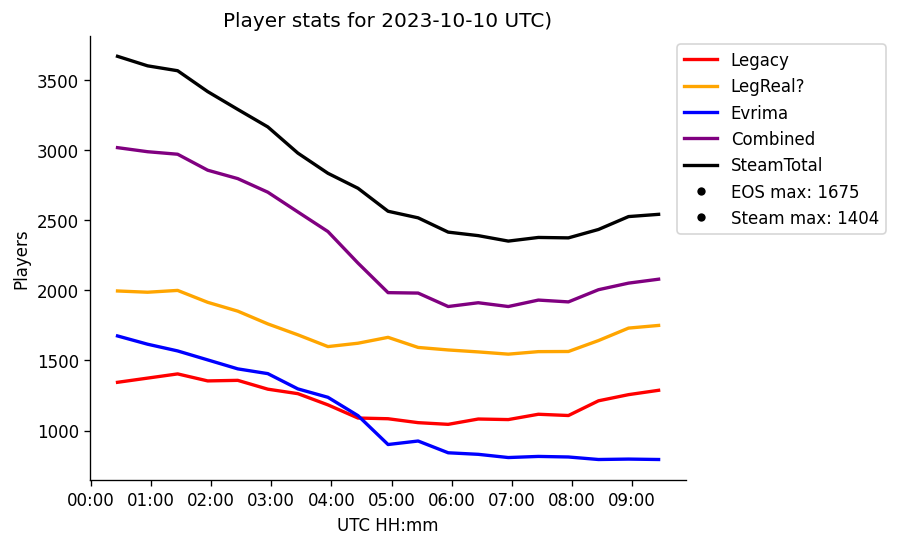 Player stats for 2023-10-10 UTC)
Players
3500
3000
2500
2000
1500
1000
00:00 01:00 02:00 03:00 04:00 05:00 06:00 07:00 08:00 09:00
UTC HH:mm
Legacy
LegReal?
Evrima
Combined
SteamTotal
EOS max: 1675
Steam max: 1404